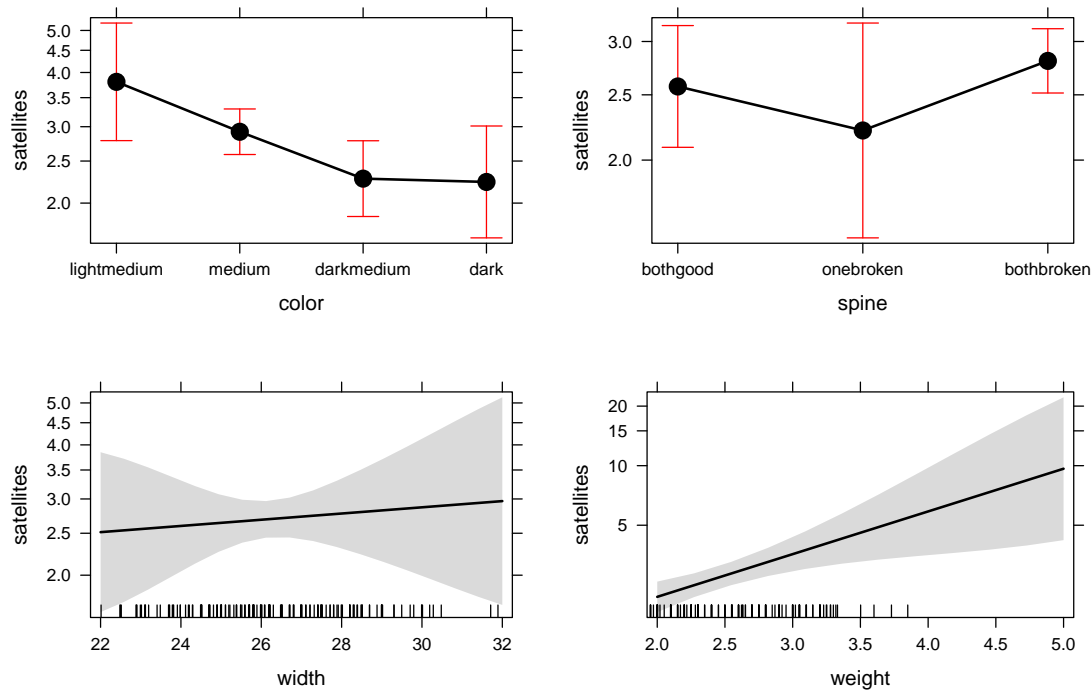 5.0
4.5
4.0
3.5
3.0
2.5
2.0
satellites
lightmedium medium darkmedium dark
color
3.0
2.5
2.0
satellites
bothgood onebroken bothbroken
spine
5.0
4.5
4.0
3.5
3.0
2.5
2.0
satellites
22 24 26 28 30 32
width
20
15
10
5
satellites
2.0 2.5 3.0 3.5 4.0 4.5 5.0
weight